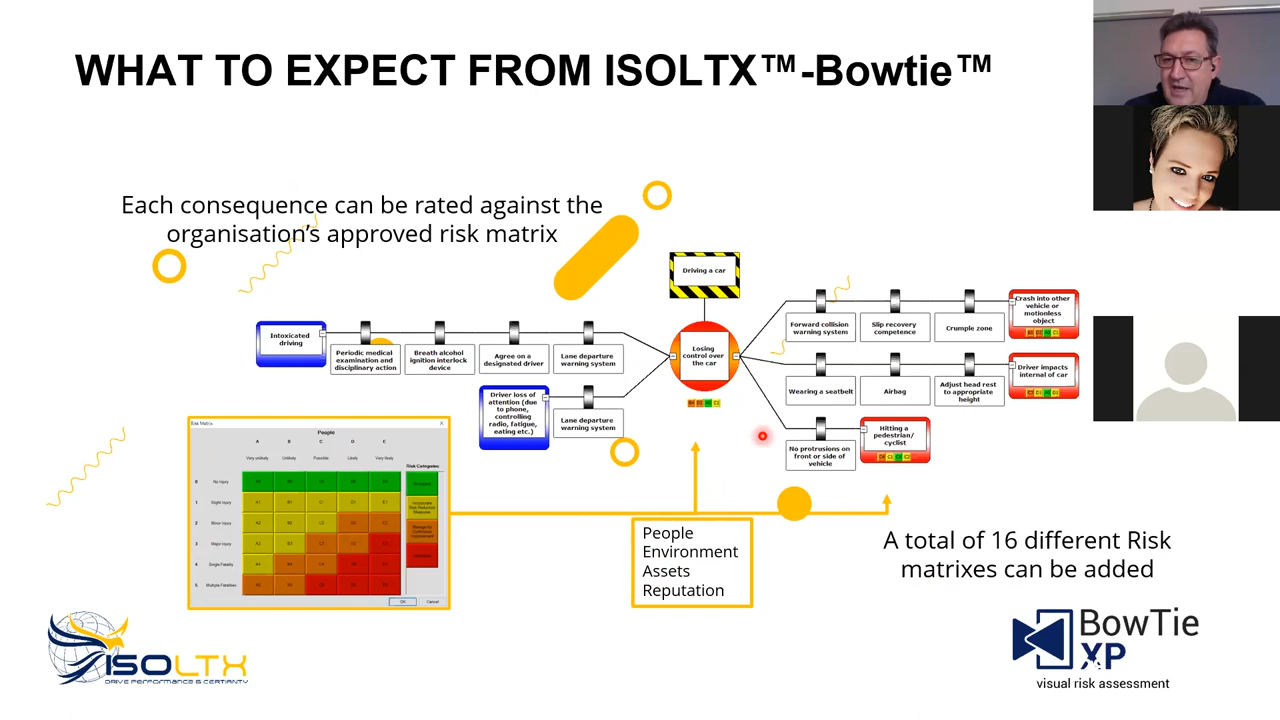 WHAT TO EXPECT FROM ISOLTX™-Bowtie™
Each consequence can be rated against the
organisation's approved risk matrix
Driving a car
Intoxicated
driving
Periodic medical
examination and
disciplinary action
Breath alcohol
ignition interlock
device
Agree on a
designated driver
Lane departure
warning system
Driver loss of
attention (due
to phone,
controlling
radio, fatigue,
eating etc.)
Lane departure
warning system
Losing
control over
the car
Forward collision
warning system
Slip recovery
competence
Crumple zone
Crash into other
vehicle or
motionless
object
Wearing a seatbelt
Airbag
Adjust head rest
to appropriate
height
Driver impacts
internal of car
No protrusions on
front or side of
vehicle
Hitting a
pedestrian/
cyclist
Risk Matrix
People
A B C D E
Very unlikely Unlikely Possible Likely Very likely
Risk Categories
0 No Injury
1 Slight Injury A1 B1 C1 D1 E1
2 Minor Injury A2 B2 C2 D2 E2
3 Major Injury A3 B3 C3 D3 E3
4 Single Fatality
5 Multiple Fatalities
OK Cancel
People
Environment
Assets
Reputation
A total of 16 different Risk
matrixes can be added
ISOLTX
DRIVE PERFORMANCE & CERTAINTY
BowTie
XP
visual risk assessment